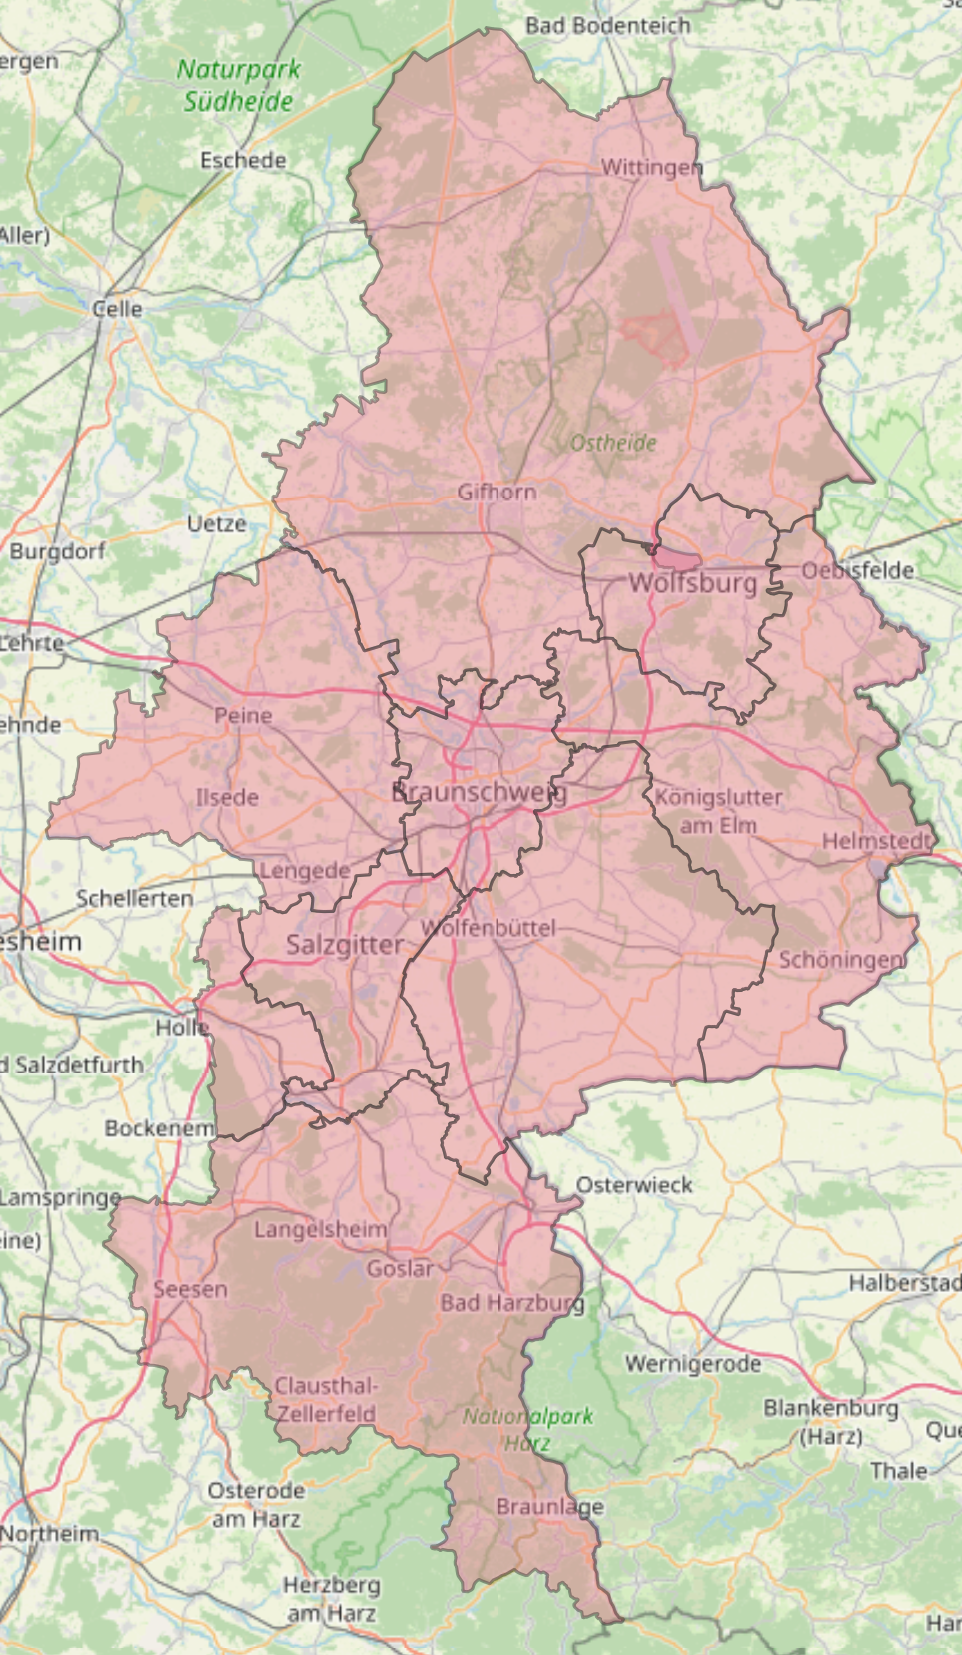 Bad Bodenteich
ergen
Naturpark
Südheide
Eschede
Wittingen
Aller)
Celle
Ostheide
Gifhorn
Uetze
Burgdorf
Oebisfelde
Wolfsburg
Lehrte
Peine
ehnde
Braunschweig
Ilsede
Königslutter
am Elm
Helmstedt
Lengede
Schellerten
Wolfenbüttel
esheim
Salzgitter
Schöningen
Holle
d Salzdetfurth
Bockenem
Osterwieck
Lamspringe
Langelsheim
ine)
Goslar
Seesen
Halberstad
Bad Harzburg
Wernigerode
Clausthal-
Zellerfeld
Blankenburg
(Harz)
Nationalpark
Harz
Que
Thale
Osterode
am Harz
Braunlage
Northeim
Herzberg
am Harz
Har